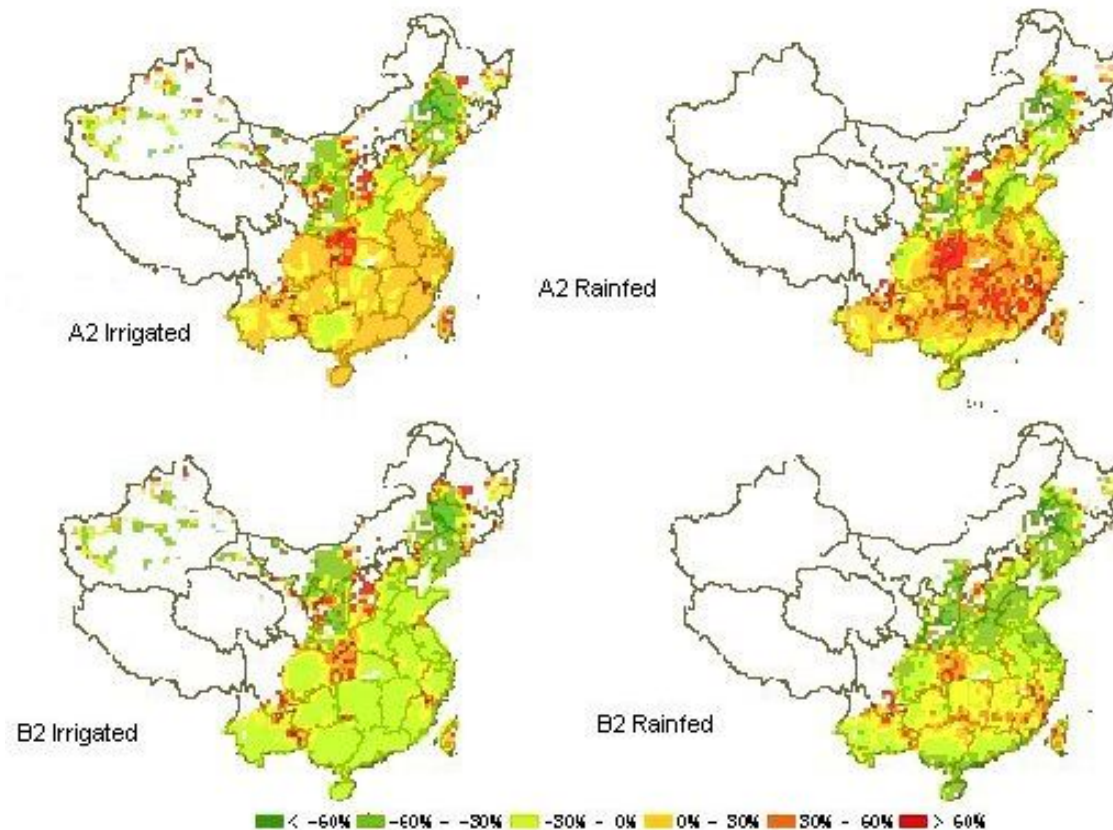 A2 Irrigated
A2 Rainfed
B2 Irrigated
B2 Rainfed
< -60% -60% - -30% -30% - 0% 0% - 30% 30% - 60% > 60%